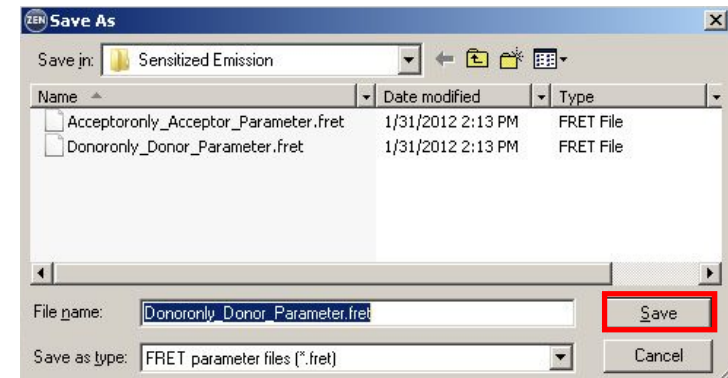 ZEN Save As
Save in: Sensitized Emission
Name Date modified Type
Acceptoronly_Acceptor_Parameter.fret 1/31/2012 2:13 PM FRET File
Donoronly_Donor_Parameter.fret 1/31/2012 2:13 PM FRET File
File name: Donoronly_Donor_Parameter.fret Save
Save as type: FRET parameter files (*.fret) Cancel